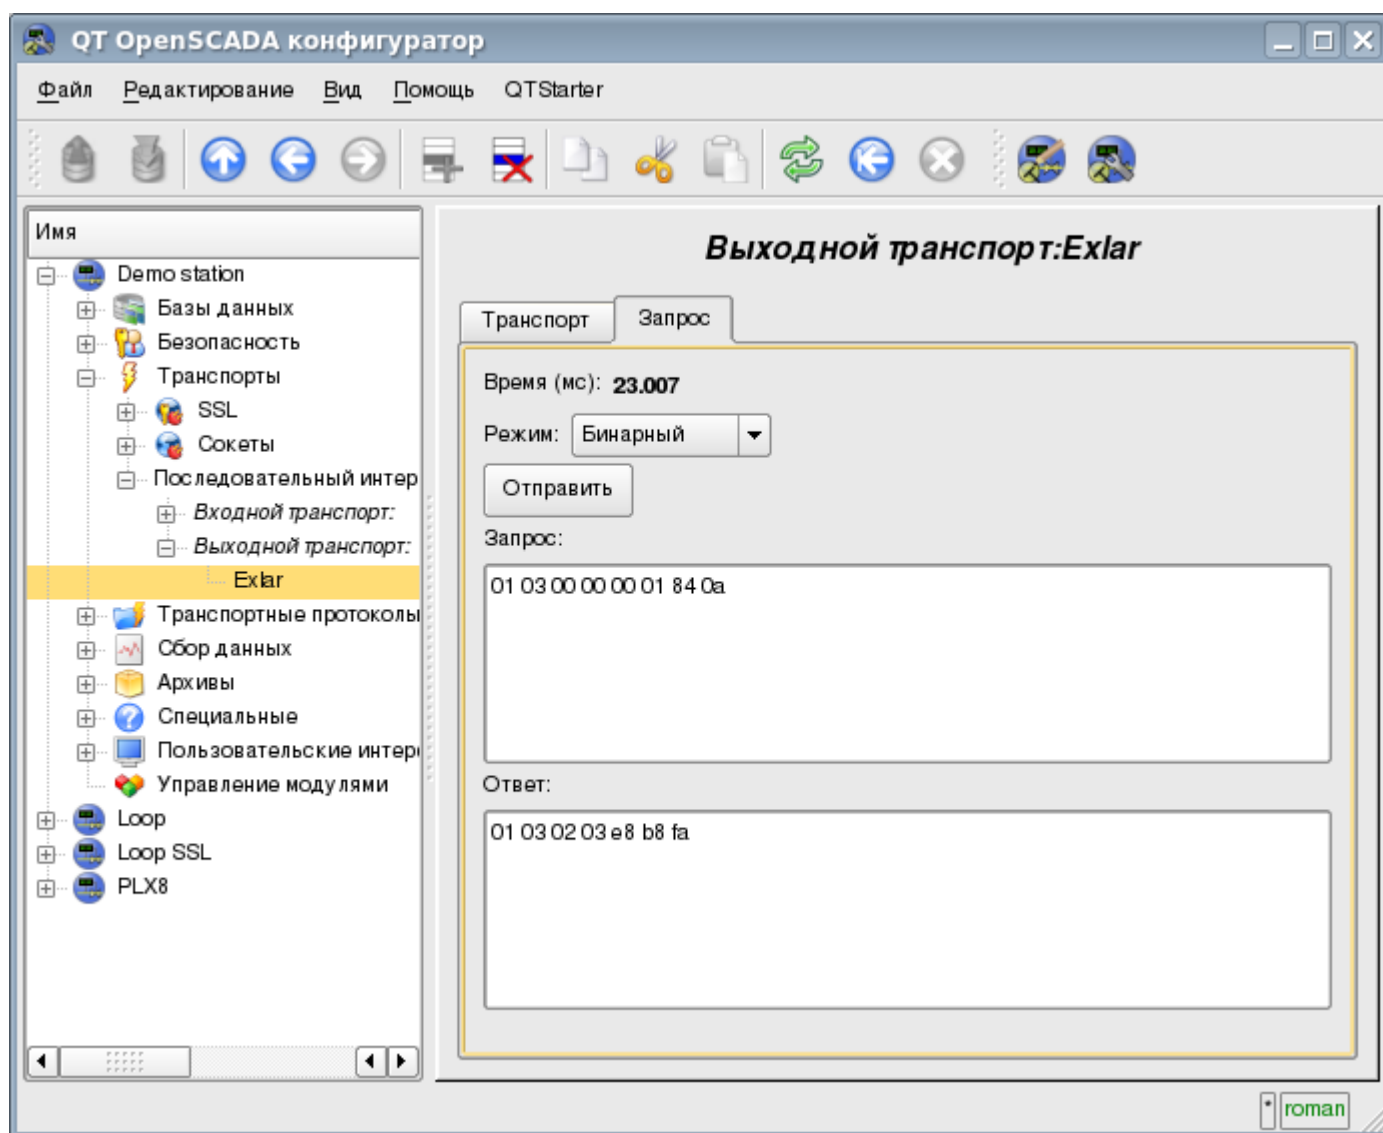 QT OpenSCADA конфигуратор
Файл Редактирование Вид Помощь QTStarter
Имя
Demo station
Базы данных
Безопасность
Транспорты
SSL
Сокеты
Последовательный интер
Входной транспорт:
Выходной транспорт:
Exlar
Транспортные протоколы
Сбор данных
Архивы
Специальные
Пользовательские интер
Управление модулями
Loop
Loop SSL
PLX8
Выходной транспорт:Exlar
Транспорт Запрос
Время (мс): 23.007
Режим: Бинарный
Отправить
Запрос:
01 03 00 00 00 01 84 0a
Ответ:
01 03 02 03 e8 b8 fa
* roman